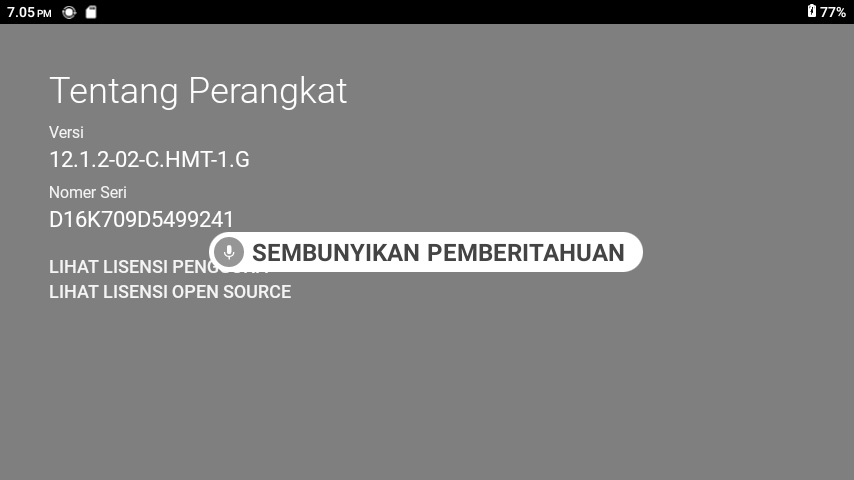 7.05 PM
77%
Tentang Perangkat
Versi
12.1.2-02-C.HMT-1.G
Nomer Seri
D16K709D5499241
SEMBUNYIKAN PEMBERITAHUAN
LIHAT LISENSI
LIHAT LISENSI OPEN SOURCE